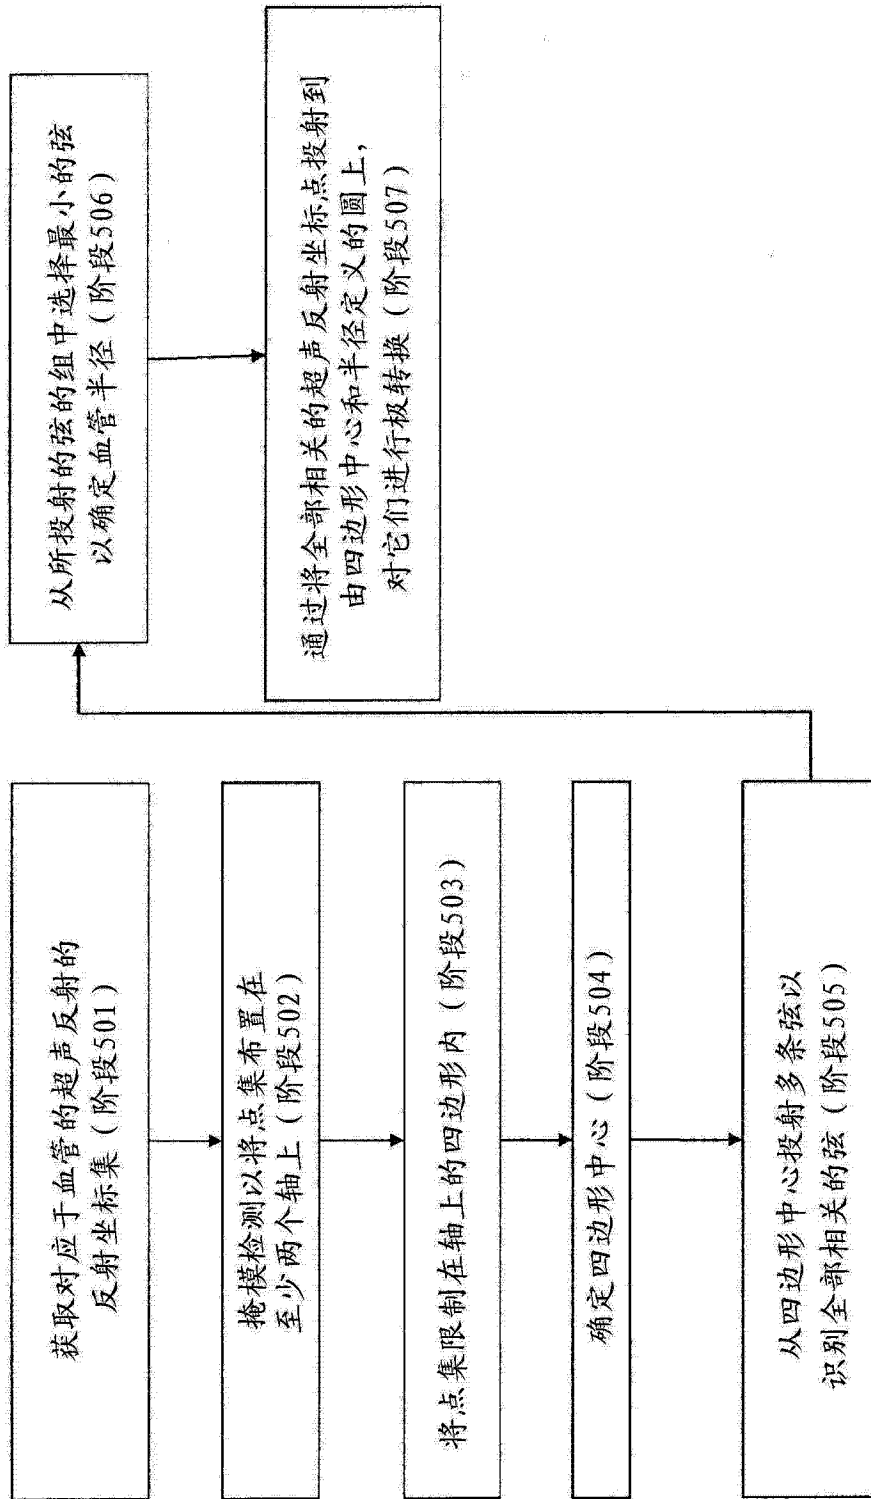 获取对应于血管的超声反射的
反射坐标集（阶段501）
掩模检测以将点集布置在
至少两个轴上（阶段502）
将点集限制在轴上的四边形内（阶段503）
确定四边形中心（阶段504）
从四边形中心投射多条弦以
识别全部相关的弦（阶段505）
从所投射的弦的组中选择最小的弦
以确定血管半径（阶段506）
通过将全部相关的超声反射坐标点投射到
由四边形中心和半径定义的圆上，
对它们进行极转换（阶段507）